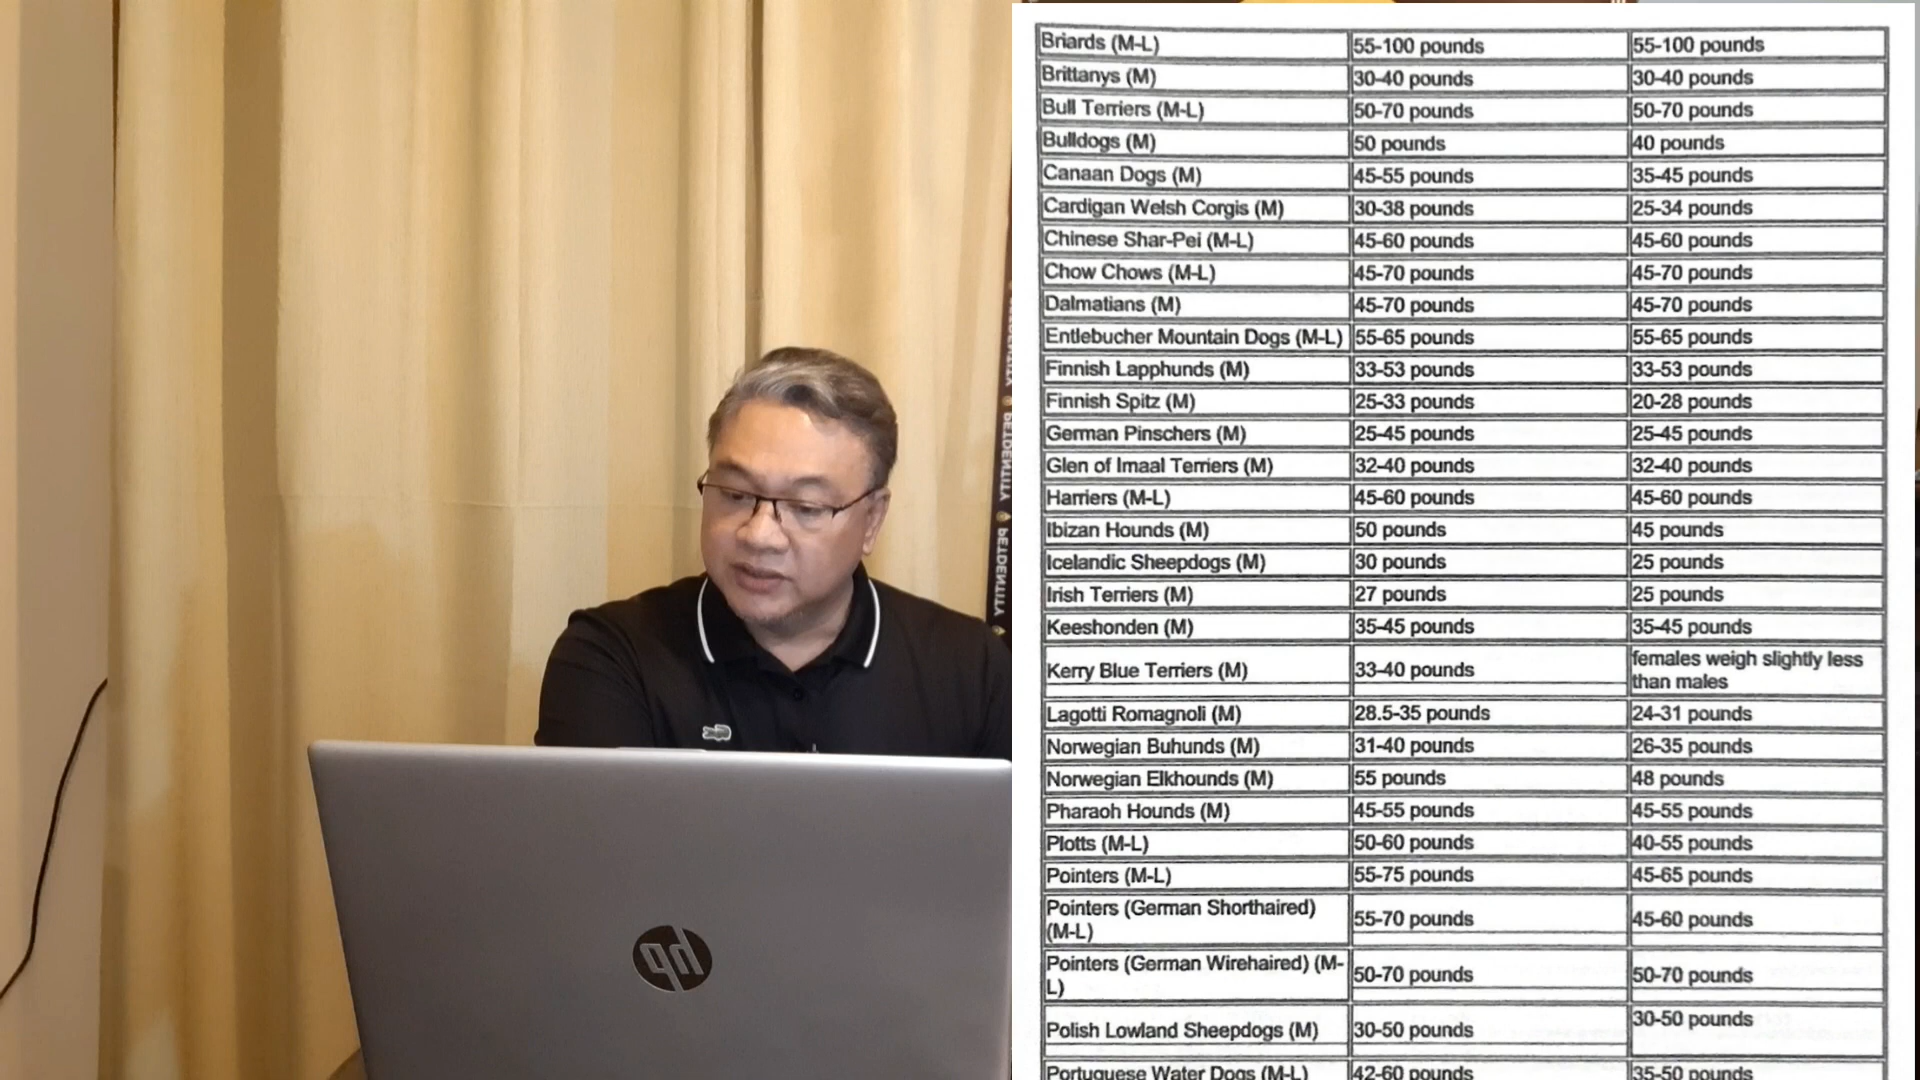 Briards (M-L) 55-100 pounds 55-100 pounds
Brittanys (M) 30-40 pounds 30-40 pounds
Bull Terriers (M-L) 50-70 pounds 50-70 pounds
Bulldogs (M) 50 pounds 40 pounds
Canaan Dogs (M) 45-55 pounds 35-45 pounds
Cardigan Welsh Corgis (M) 30-38 pounds 25-34 pounds
Chinese Shar-Pei (M-L) 45-60 pounds 45-60 pounds
Chow Chows (M-L) 45-70 pounds 45-70 pounds
Dalmatians (M) 45-70 pounds 45-70 pounds
Entlebucher Mountain Dogs (M-L) 55-65 pounds 55-65 pounds
Finnish Lapphunds (M) 33-53 pounds 33-53 pounds
Finnish Spitz (M) 25-33 pounds 20-28 pounds
German Pinschers (M) 25-45 pounds 25-45 pounds
Glen of Imaal Terriers (M) 32-40 pounds 32-40 pounds
Harriers (M-L) 45-60 pounds 45-60 pounds
Ibizan Hounds (M) 50 pounds 45 pounds
Icelandic Sheepdogs (M) 30 pounds 25 pounds
Irish Terriers (M) 27 pounds 25 pounds
Keeshonden (M) 35-45 pounds 35-45 pounds
Kerry Blue Terriers (M) 33-40 pounds females weigh slightly less
than males
Lagotti Romagnoli (M) 28.5-35 pounds 24-31 pounds
Norwegian Buhunds (M) 31-40 pounds 26-35 pounds
Norwegian Elkhounds (M) 55 pounds 48 pounds
Pharaoh Hounds (M) 45-55 pounds 45-55 pounds
Plotts (M-L) 50-60 pounds 40-55 pounds
Pointers (M-L) 55-75 pounds 45-65 pounds
Pointers (German Shorthaired)
(M-L) 55-70 pounds 45-60 pounds
Pointers (German Wirehaired) (M-
L) 50-70 pounds 50-70 pounds
Polish Lowland Sheepdogs (M) 30-50 pounds 30-50 pounds
Portuguese Water Dogs (M-L) 42-60 pounds 35-50 pounds
PETDENTITY
PETDENTITY
PETDENTITY
hp